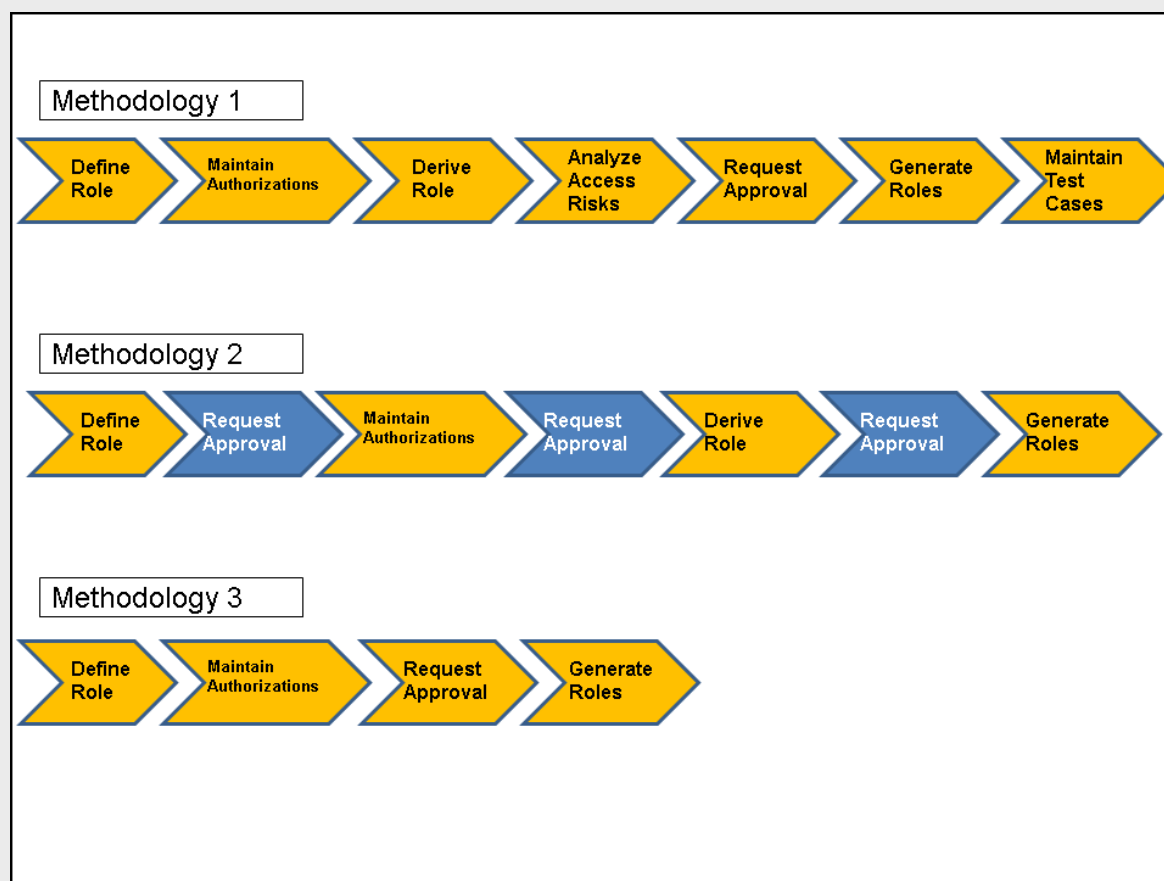 Methodology 1
Define
Role
Maintain
Authorizations
Derive
Role
Analyze
Access
Risks
Request
Approval
Generate
Roles
Maintain
Test
Cases
Methodology 2
Define
Role
Request
Approval
Maintain
Authorizations
Request
Approval
Derive
Role
Request
Approval
Generate
Roles
Methodology 3
Define
Role
Maintain
Authorizations
Request
Approval
Generate
Roles